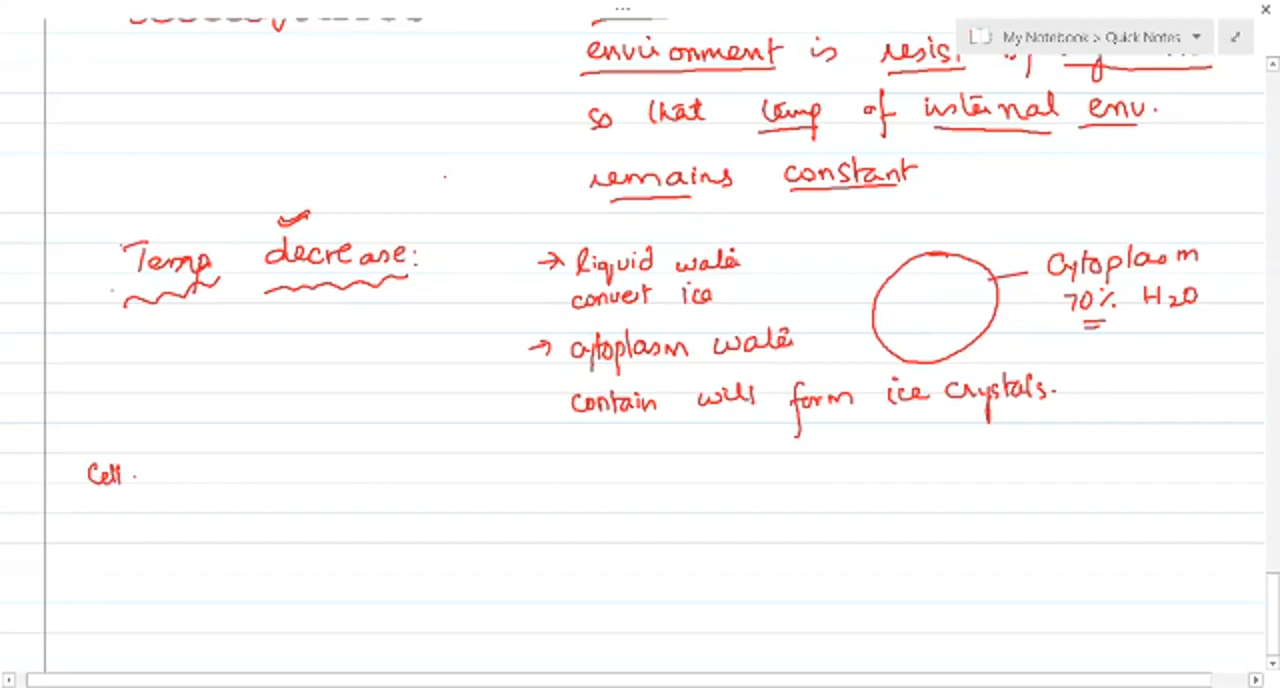 My Notebook > Quick Notes
environment is
so that temp of internal env.
remains constant
Temp decrease:
→ liquid water
convert ice
→ cytoplasm water
contain will form ice crystals.
Cytoplasm
70% H2O
Cell.